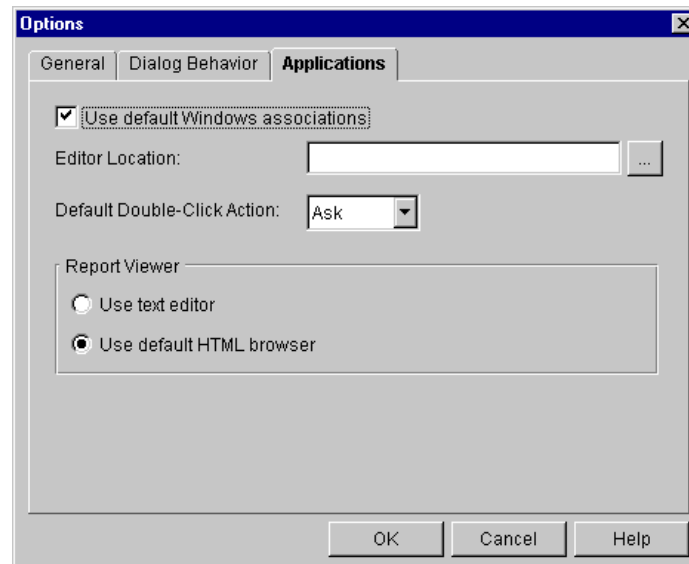 Options
General Dialog Behavior Applications
Use default Windows associations
Editor Location: ...
Default Double-Click Action: Ask
Report Viewer
Use text editor
Use default HTML browser
OK Cancel Help